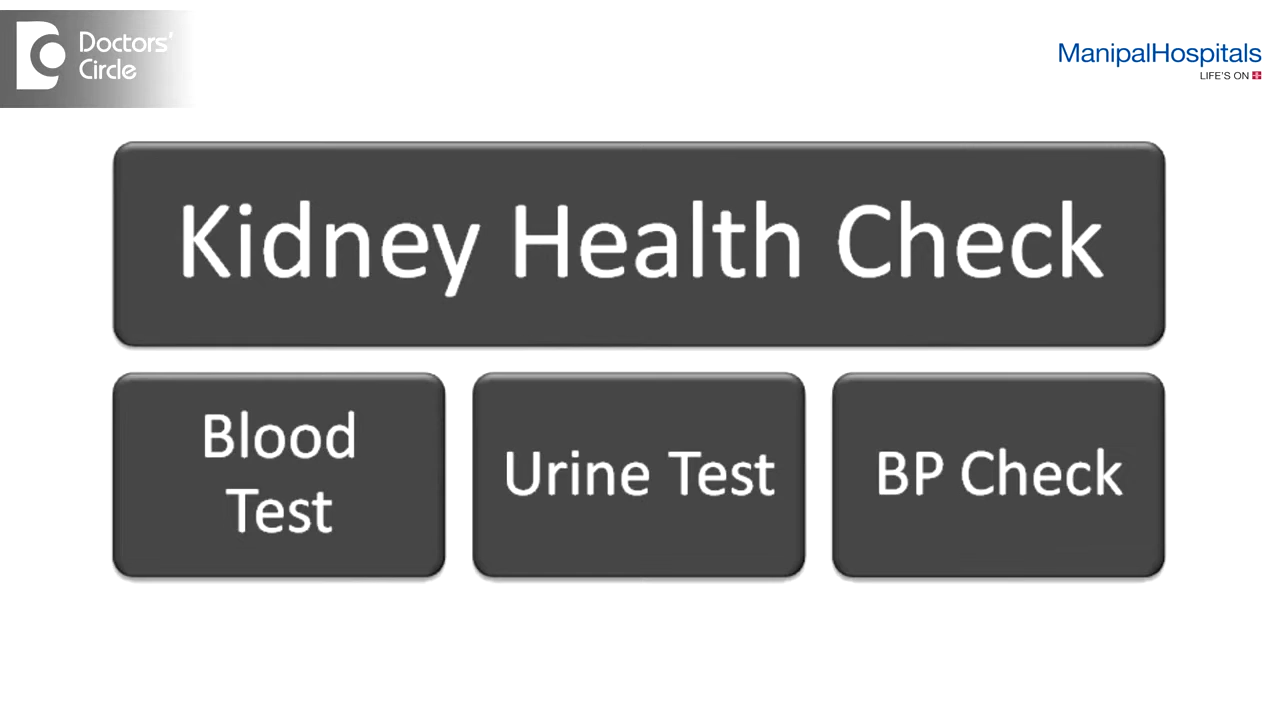 Doctors'
Circle
ManipalHospitals
LIFE'S ON
Kidney Health Check
Blood
Test
Urine Test
BP Check